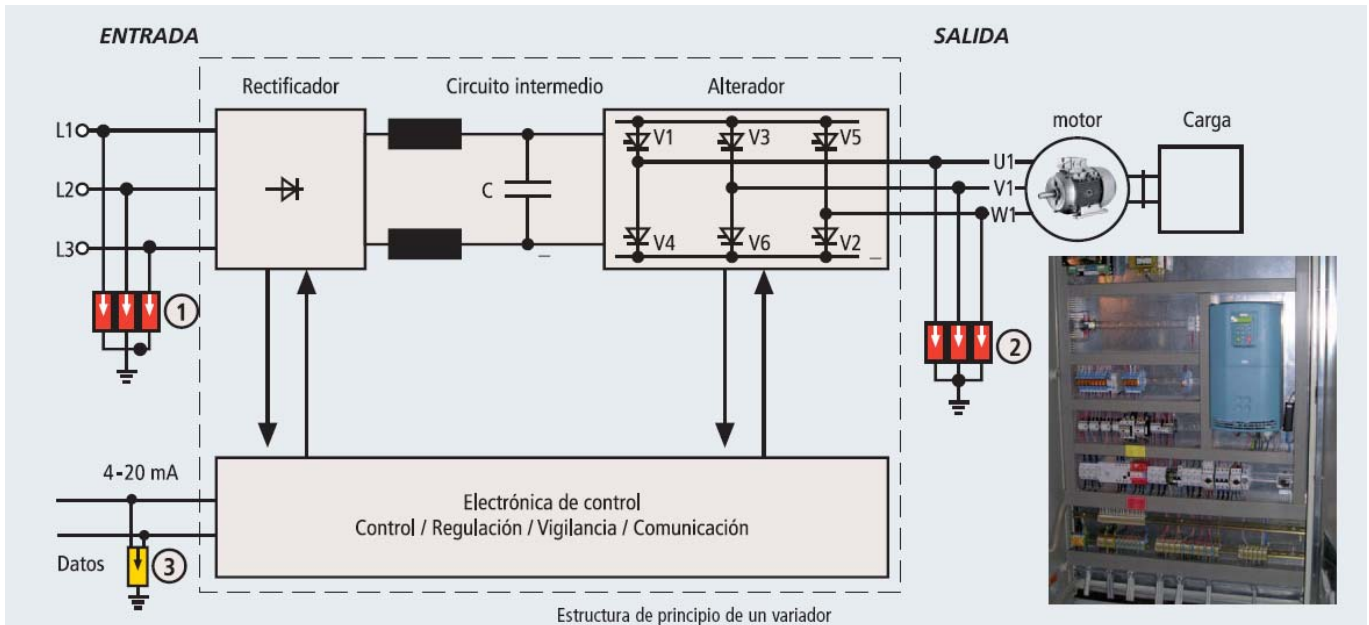 ENTRADA
SALIDA
Rectificador
Circuito intermedio
Alterador
motor
Carga
L1
V1
V3
V5
U1
L2
C
V1
W1
L3
V4
V6
V2
1
2
4-20 mA
Electrónica de control
Control / Regulación / Vigilancia / Comunicación
Datos
3
Estructura de principio de un variador